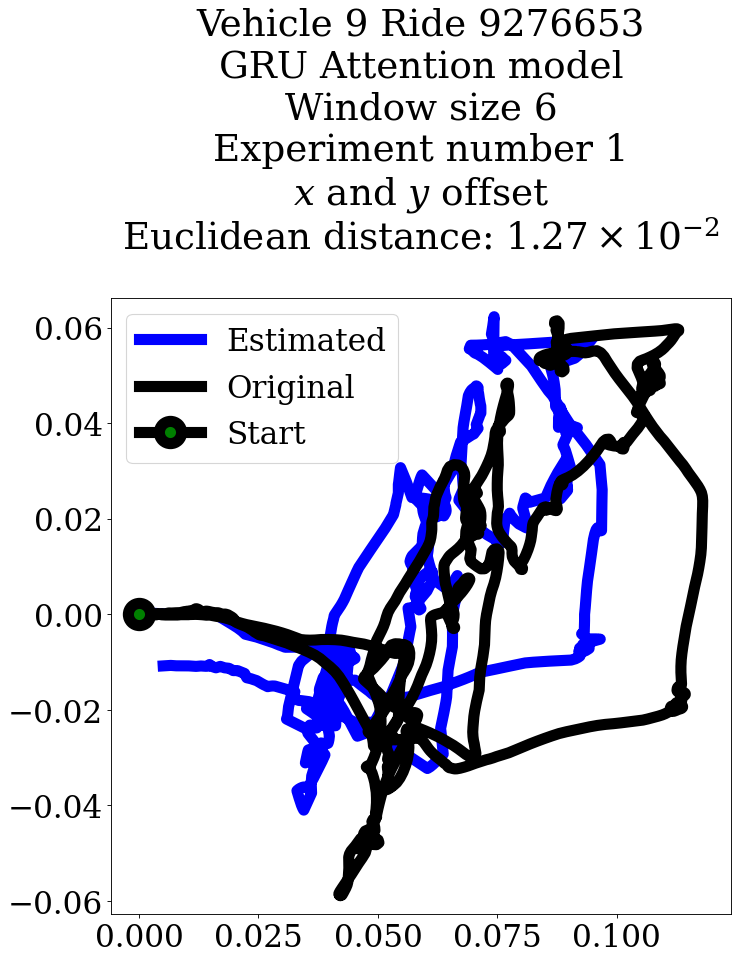 Vehicle 9 Ride 9276653
GRU Attention model
Window size 6
Experiment number 1
x and y offset
Euclidean distance: 1.27 × 10⁻²
Estimated
Original
Start
0.06
0.04
0.02
0.00
−0.02
−0.04
−0.06
0.000 0.025 0.050 0.075 0.100